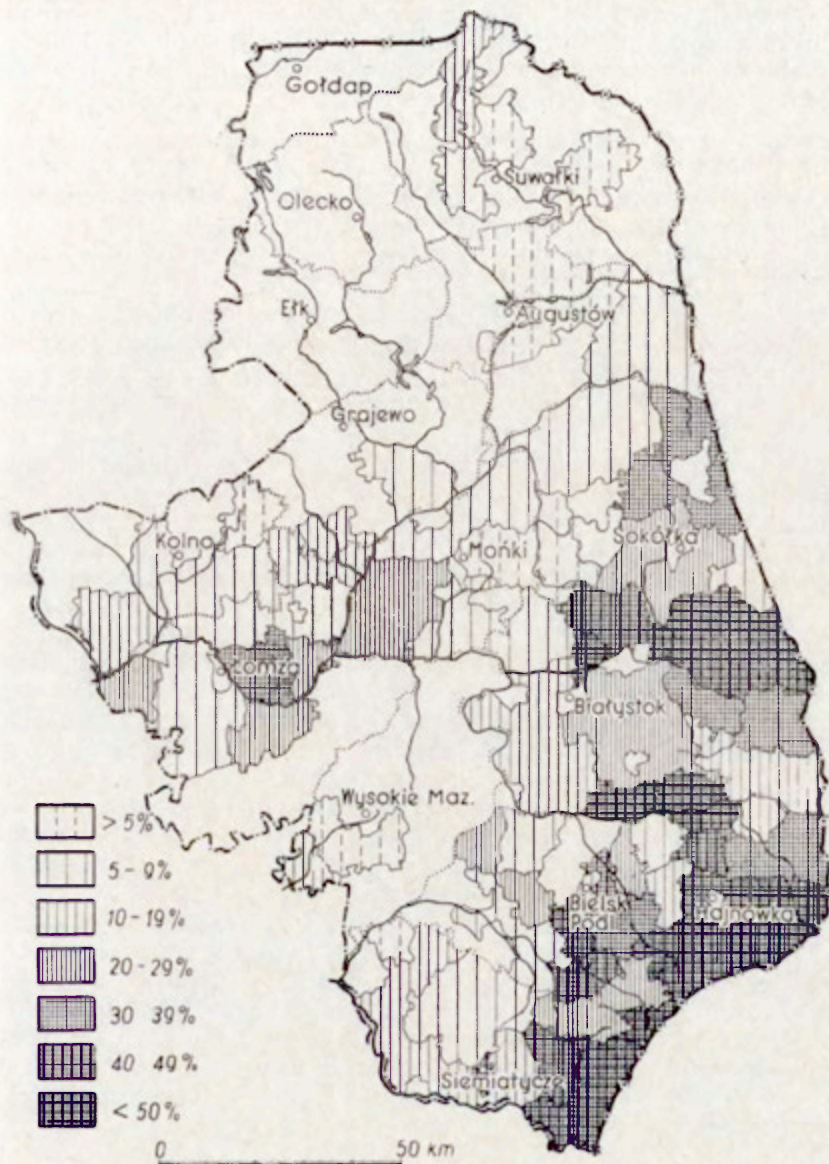 Gołdap
Suwałki
Olecko
Ełk
Augustów
Grajewo
Kolno
Mońki
Sokółka
Łomża
Białystok
Wysokie Maz.
> 5%
5 - 9%
Bielsk
Podl.
Hajnówka
10 - 19%
20 - 29%
30 39%
40 49%
Siemiatycze
< 50%
0 50 km